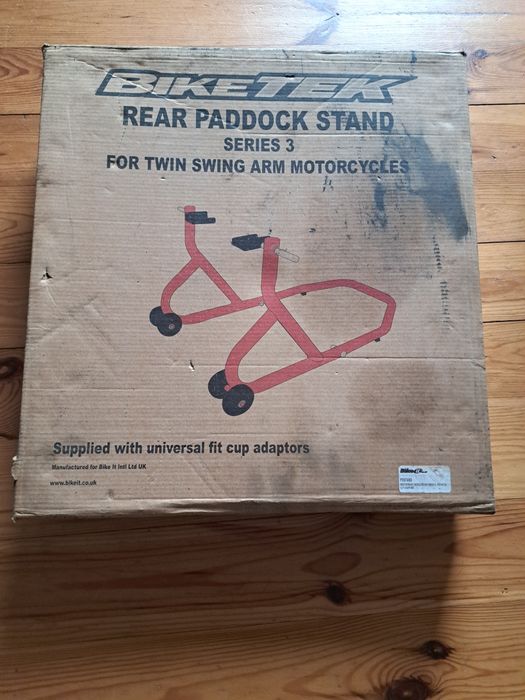 BIKETEK
REAR PADDOCK STAND
SERIES 3
FOR TWIN SWING ARM MOTORCYCLES
Supplied with universal fit cup adaptors
Manufactured for Bike It Intl Ltd UK
www.bikeit.co.uk